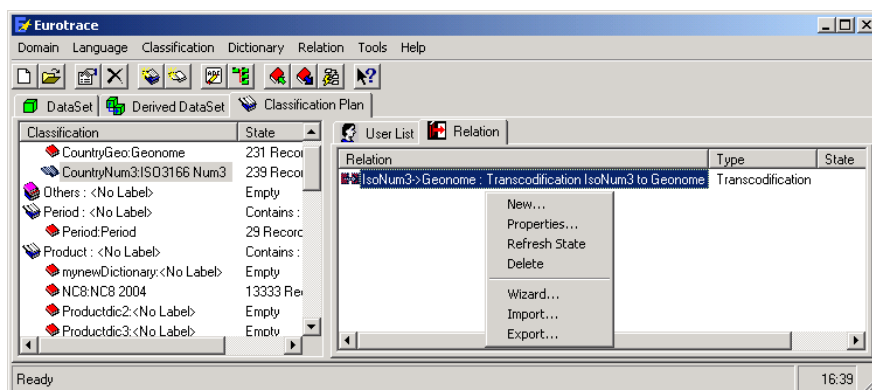 Eurotrace
Domain Language Classification Dictionary Relation Tools Help
DataSet Derived DataSet Classification Plan
User List Relation
Classification State
CountryGeo:Geonome 231 Recor
CountryNum3:ISO3166 Num3 239 Recor
Others : <No Label> Empty
Period : <No Label> Contains :
Period:Period 29 Record
Product : <No Label> Contains :
mynewDictionary:<No Label> Empty
NC8:NC8 2004 13333 Re
Productdic2:<No Label> Empty
Productdic3:<No Label> Empty
Relation Type State
IsoNum3->Geonome : Transcodification IsoNum3 to Geonome Transcodification
New...
Properties...
Refresh State
Delete
Wizard...
Import...
Export...
Ready 16:39